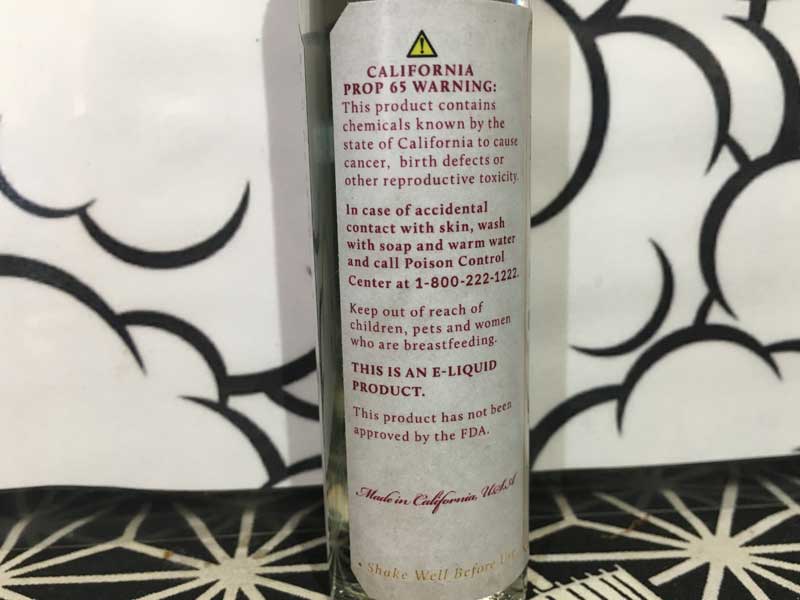 CALIFORNIA
PROP 65 WARNING:
This product contains
chemicals known by the
state of California to cause
cancer, birth defects or
other reproductive toxicity.
In case of accidental
contact with skin, wash
with soap and warm water
and call Poison Control
Center at 1-800-222-1222.
Keep out of reach of
children, pets and women
who are breastfeeding.
THIS IS AN E-LIQUID
PRODUCT.
This product has not been
approved by the FDA.
Made in California, U.S.A
• Shake Well Before Use